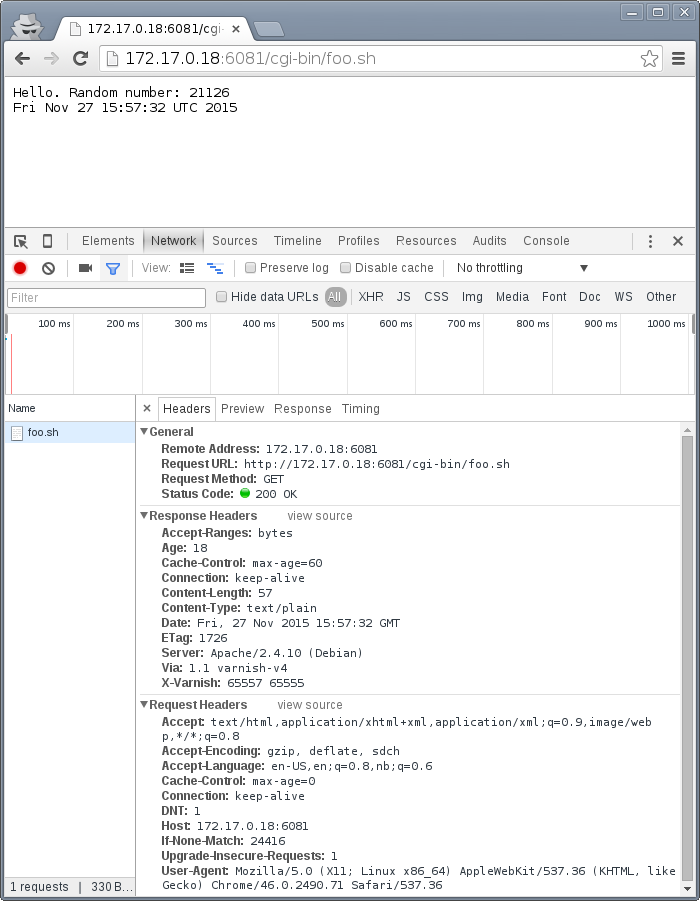 172.17.0.18:6081/cgi-
172.17.0.18:6081/cgi-bin/foo.sh
Hello. Random number: 21126
Fri Nov 27 15:57:32 UTC 2015
Elements Network Sources Timeline Profiles Resources Audits Console
View: Preserve log Disable cache No throttling
Filter Hide data URLs All XHR JS CSS Img Media Font Doc WS Other
100 ms 200 ms 300 ms 400 ms 500 ms 600 ms 700 ms 800 ms 900 ms 1000 ms
Name
foo.sh
Headers Preview Response Timing
General
Remote Address: 172.17.0.18:6081
Request URL: http://172.17.0.18:6081/cgi-bin/foo.sh
Request Method: GET
Status Code: 200 OK
Response Headers view source
Accept-Ranges: bytes
Age: 18
Cache-Control: max-age=60
Connection: keep-alive
Content-Length: 57
Content-Type: text/plain
Date: Fri, 27 Nov 2015 15:57:32 GMT
ETag: 1726
Server: Apache/2.4.10 (Debian)
Via: 1.1 varnish-v4
X-Varnish: 65557 65555
Request Headers view source
Accept: text/html,application/xhtml+xml,application/xml;q=0.9,image/web
p,*/*;q=0.8
Accept-Encoding: gzip, deflate, sdch
Accept-Language: en-US,en;q=0.8,nb;q=0.6
Cache-Control: max-age=0
Connection: keep-alive
DNT: 1
Host: 172.17.0.18:6081
If-None-Match: 24416
Upgrade-Insecure-Requests: 1
User-Agent: Mozilla/5.0 (X11; Linux x86_64) AppleWebKit/537.36 (KHTML, like
Gecko) Chrome/46.0.2490.71 Safari/537.36
1 requests | 330 B...